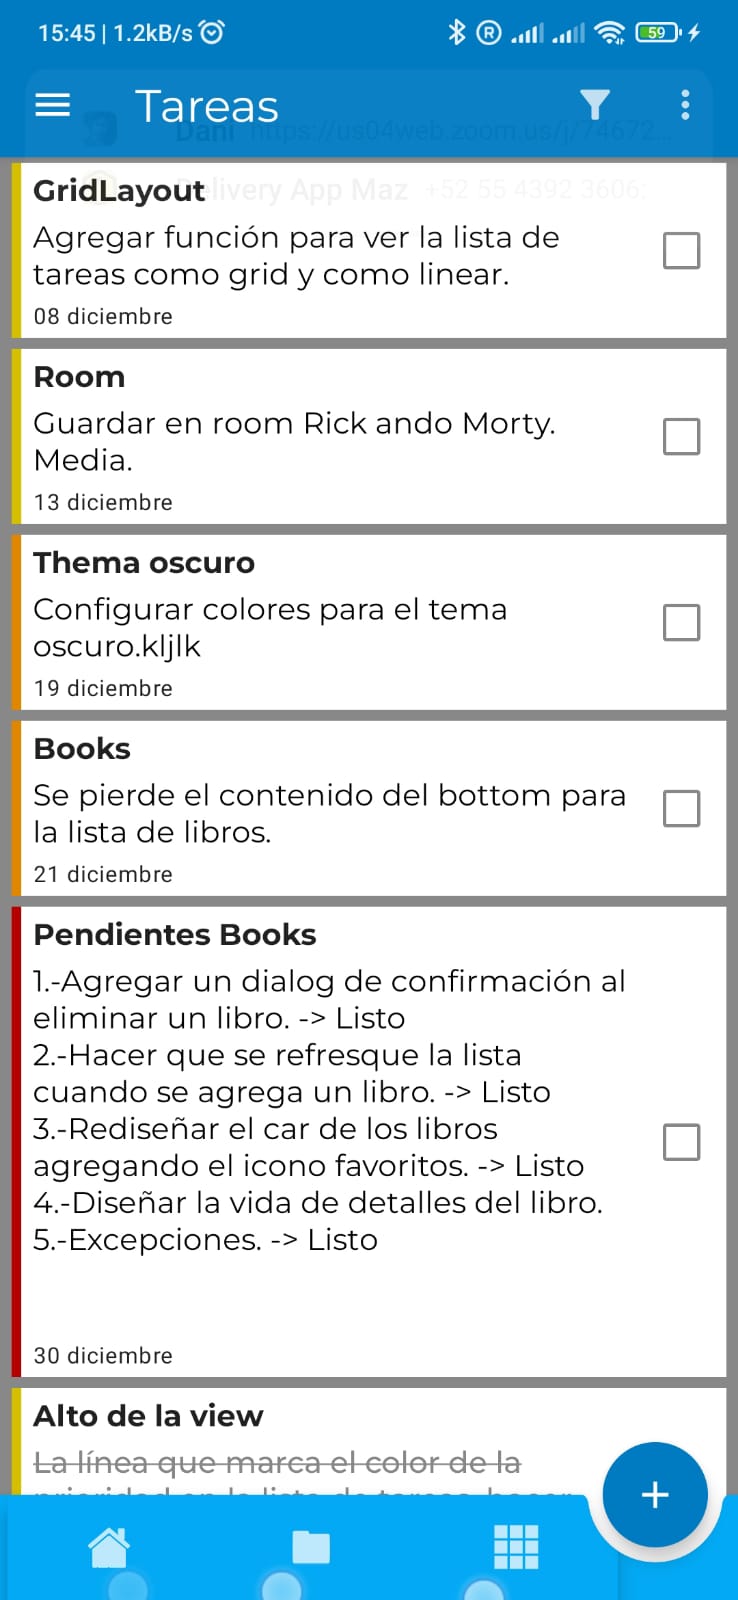 15:45 | 1.2kB/s
59
Tareas
Dani https://us04web.zoom.us/j/74672...
Delivery App Maz +52 55 4392 3606:
GridLayout
Agregar función para ver la lista de
tareas como grid y como linear.
08 diciembre
Room
Guardar en room Rick ando Morty.
Media.
13 diciembre
Thema oscuro
Configurar colores para el tema
oscuro.kljlk
19 diciembre
Books
Se pierde el contenido del bottom para
la lista de libros.
21 diciembre
Pendientes Books
1.-Agregar un dialog de confirmación al
eliminar un libro. -> Listo
2.-Hacer que se refresque la lista
cuando se agrega un libro. -> Listo
3.-Rediseñar el car de los libros
agregando el icono favoritos. -> Listo
4.-Diseñar la vida de detalles del libro.
5.-Excepciones. -> Listo
30 diciembre
Alto de la view
La línea que marca el color de la